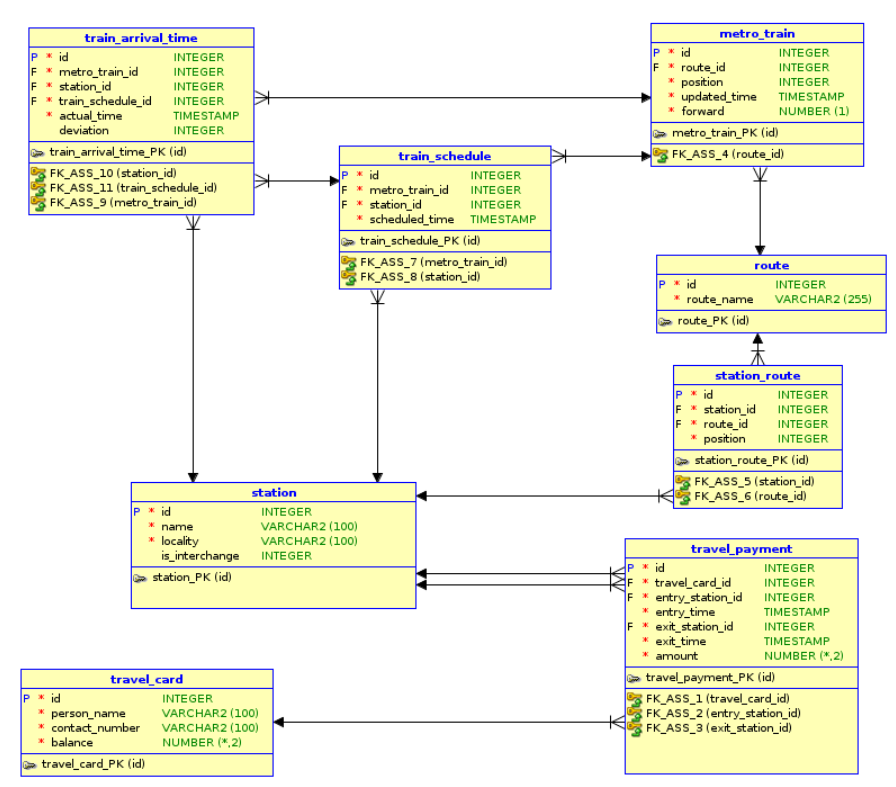 train_arrival_time
P * id INTEGER
F * metro_train_id INTEGER
F * station_id INTEGER
F * train_schedule_id INTEGER
* actual_time TIMESTAMP
deviation INTEGER
train_arrival_time_PK (id)
FK_ASS_10 (station_id)
FK_ASS_11 (train_schedule_id)
FK_ASS_9 (metro_train_id)
metro_train
P * id INTEGER
F * route_id INTEGER
* position INTEGER
* updated_time TIMESTAMP
* forward NUMBER (1)
metro_train_PK (id)
FK_ASS_4 (route_id)
train_schedule
P * id INTEGER
F * metro_train_id INTEGER
F * station_id INTEGER
* scheduled_time TIMESTAMP
train_schedule_PK (id)
FK_ASS_7 (metro_train_id)
FK_ASS_8 (station_id)
route
P * id INTEGER
* route_name VARCHAR2 (255)
route_PK (id)
station_route
P * id INTEGER
F * station_id INTEGER
F * route_id INTEGER
* position INTEGER
station_route_PK (id)
FK_ASS_5 (station_id)
FK_ASS_6 (route_id)
station
P * id INTEGER
* name VARCHAR2 (100)
* locality VARCHAR2 (100)
is_interchange INTEGER
station_PK (id)
travel_payment
P * id INTEGER
F * travel_card_id INTEGER
F * entry_station_id INTEGER
* entry_time TIMESTAMP
F * exit_station_id INTEGER
* exit_time TIMESTAMP
* amount NUMBER (*,2)
travel_payment_PK (id)
FK_ASS_1 (travel_card_id)
FK_ASS_2 (entry_station_id)
FK_ASS_3 (exit_station_id)
travel_card
P * id INTEGER
* person_name VARCHAR2 (100)
* contact_number VARCHAR2 (100)
* balance NUMBER (*,2)
travel_card_PK (id)